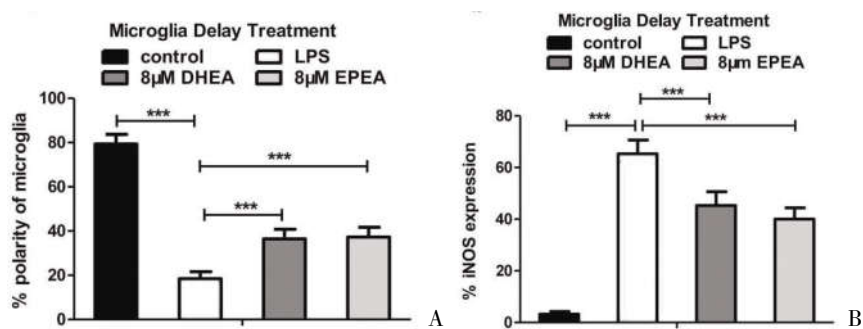 Microglia Delay Treatment
control LPS
8μM DHEA 8μM EPEA
100
80
60
40
20
0
% polarity of microglia
***
***
***
A
Microglia Delay Treatment
control LPS
8μM DHEA 8μm EPEA
80
60
40
20
0
% iNOS expression
***
***
***
B